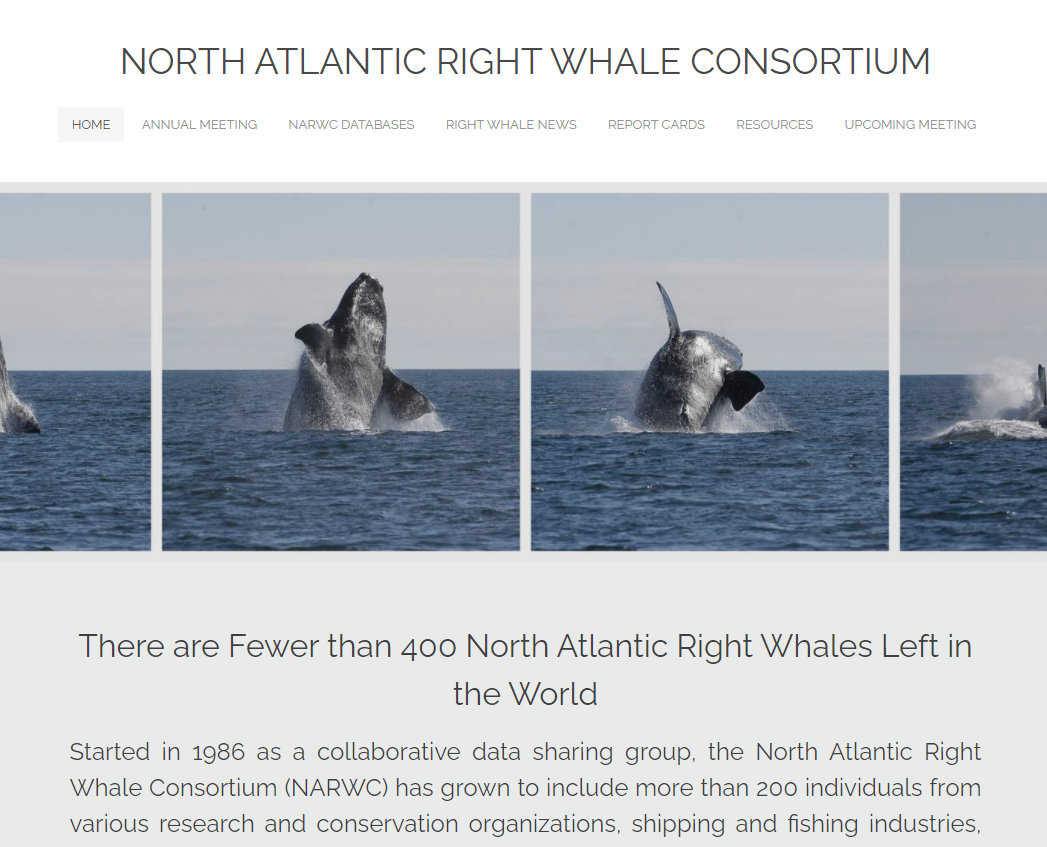 NORTH ATLANTIC RIGHT WHALE CONSORTIUM
HOME ANNUAL MEETING NARWC DATABASES RIGHT WHALE NEWS REPORT CARDS RESOURCES UPCOMING MEETING
There are Fewer than 400 North Atlantic Right Whales Left in
the World
Started in 1986 as a collaborative data sharing group, the North Atlantic Right
Whale Consortium (NARWC) has grown to include more than 200 individuals from
various research and conservation organizations, shipping and fishing industries,